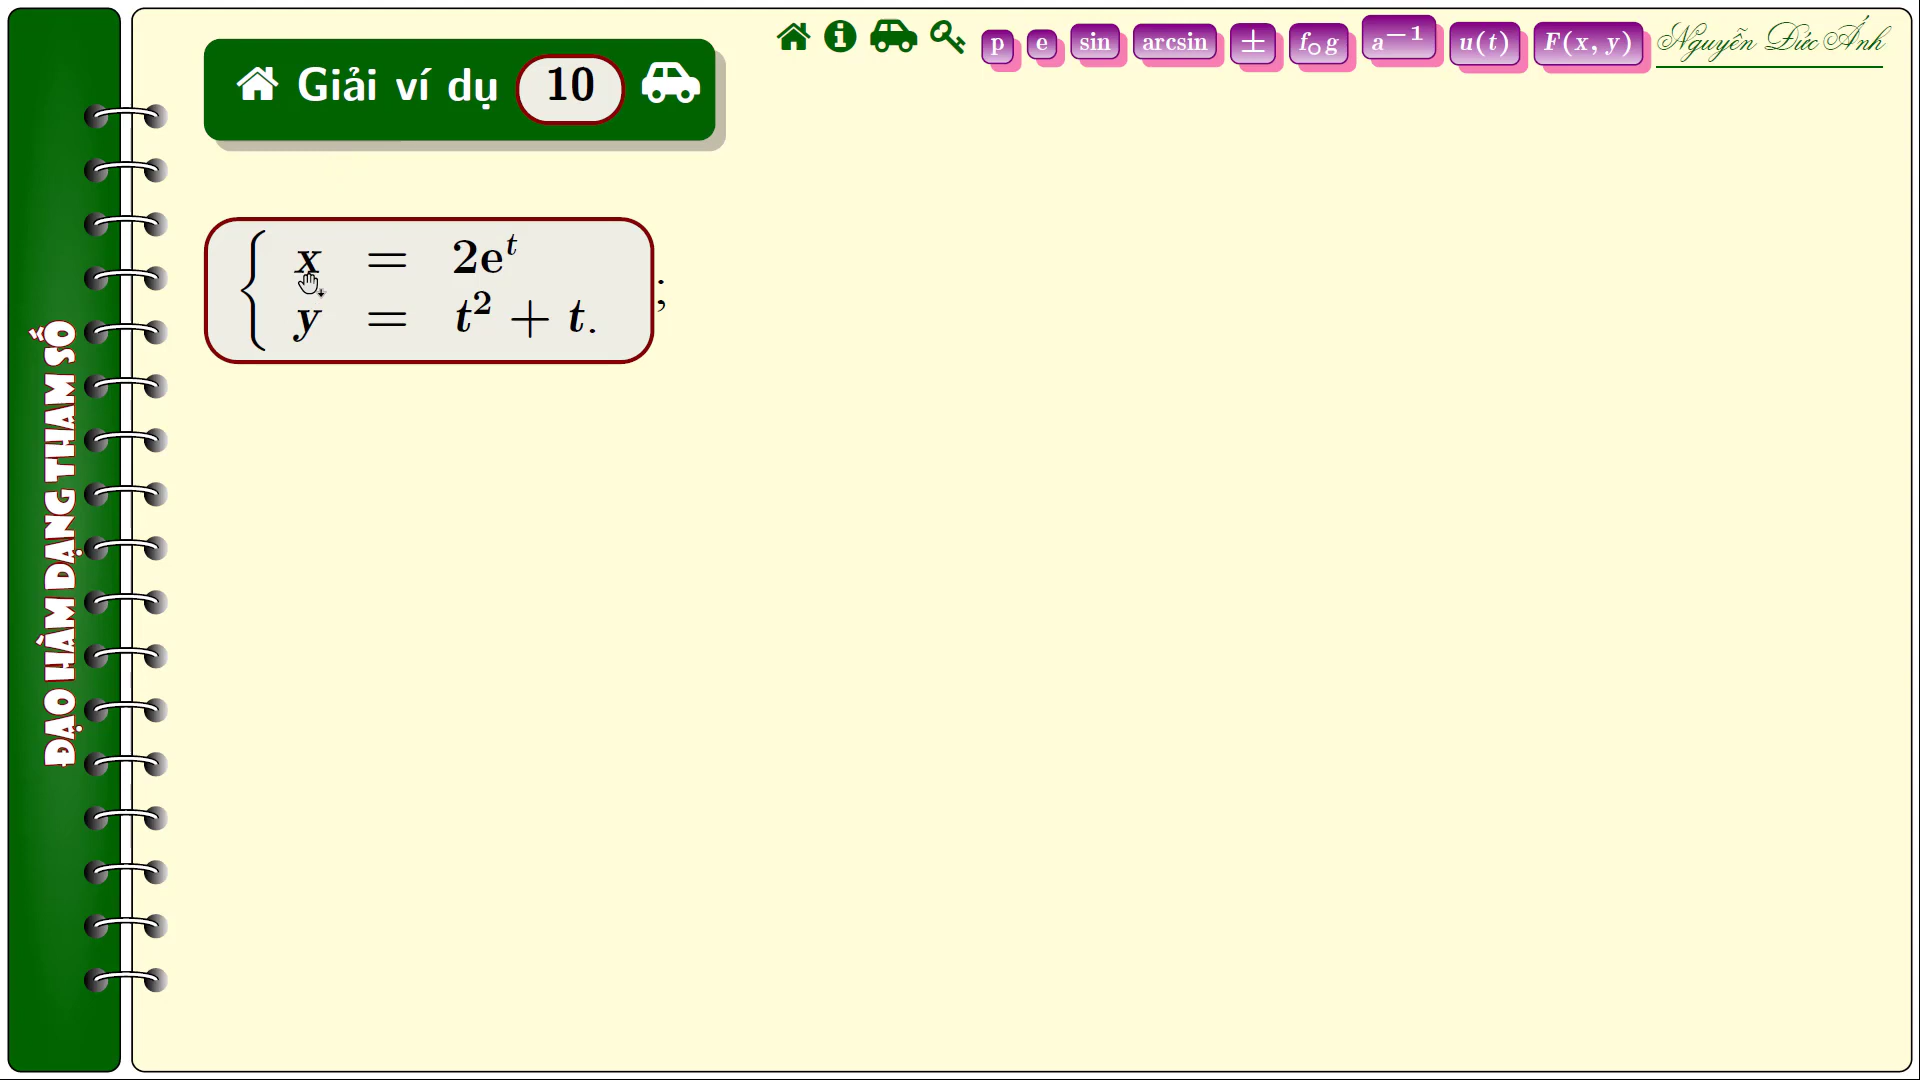 Giải ví dụ 10
p e sin arcsin ± f∘g a⁻¹ u(t) F(x, y) Nguyễn Đức Ánh
x = 2eᵗ
y = t² + t.
;
ĐẠO HÀM DẠNG THAM SỐ